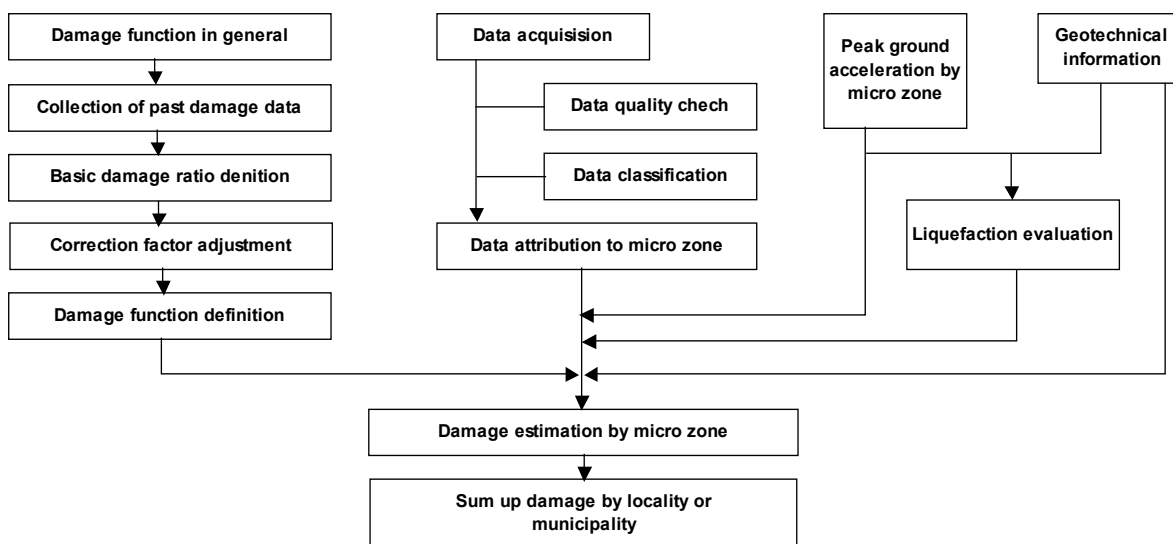 Damage function in general
Collection of past damage data
Basic damage ratio denition
Correction factor adjustment
Damage function definition
Data acquisision
Data quality chech
Data classification
Data attribution to micro zone
Peak ground
acceleration by
micro zone
Geotechnical
information
Liquefaction evaluation
Damage estimation by micro zone
Sum up damage by locality or
municipality